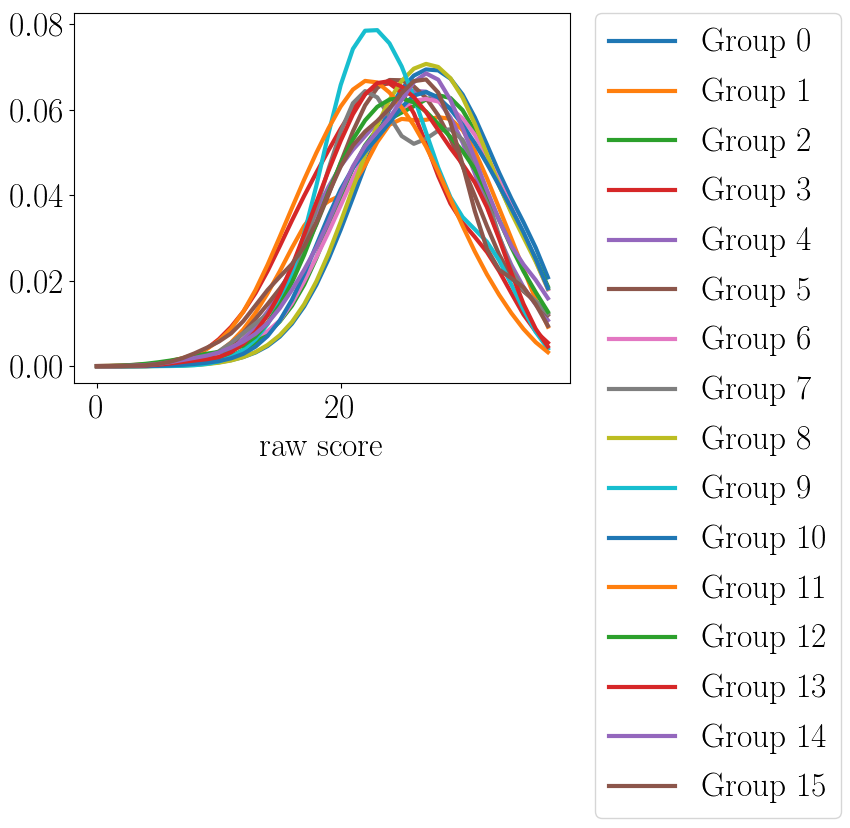 0.08
0.06
0.04
0.02
0.00
0
20
raw score
Group 0
Group 1
Group 2
Group 3
Group 4
Group 5
Group 6
Group 7
Group 8
Group 9
Group 10
Group 11
Group 12
Group 13
Group 14
Group 15